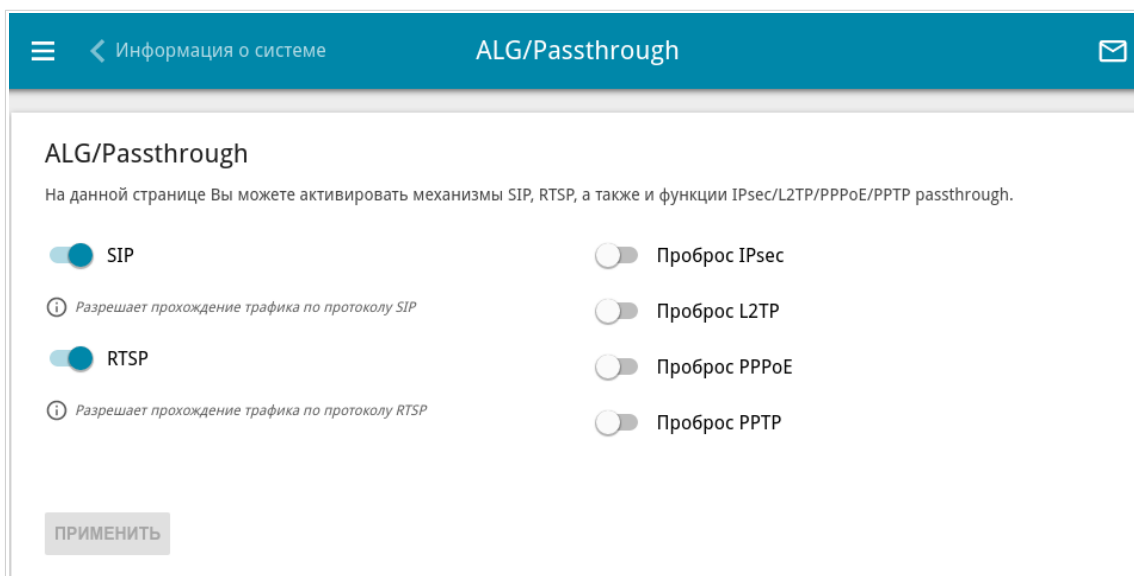 Информация о системе
ALG/Passthrough
ALG/Passthrough
На данной странице Вы можете активировать механизмы SIP, RTSP, а также и функции IPsec/L2TP/PPPoE/PPTP passthrough.
SIP
Разрешает прохождение трафика по протоколу SIP
RTSP
Разрешает прохождение трафика по протоколу RTSP
Проброс IPsec
Проброс L2TP
Проброс PPPoE
Проброс PPTP
ПРИМЕНИТЬ